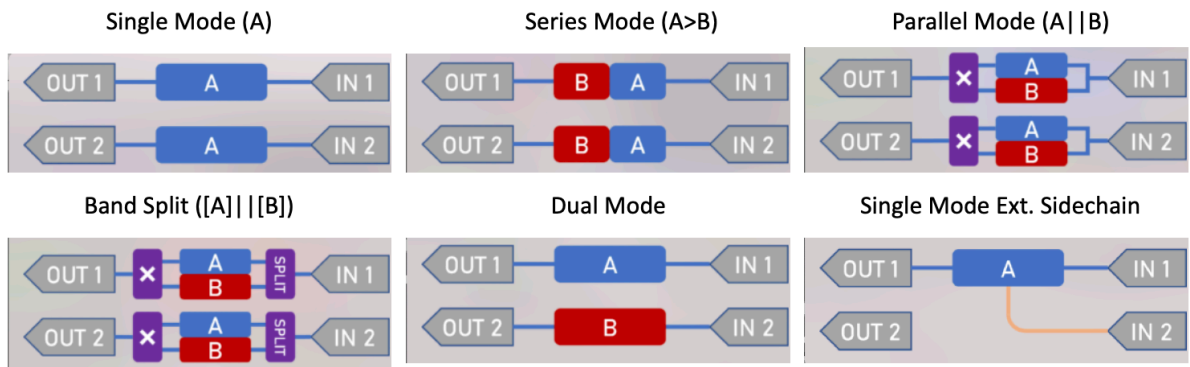 Single Mode (A)
Series Mode (A>B)
Parallel Mode (A||B)
OUT 1 A IN 1
OUT 2 A IN 2
OUT 1 B A IN 1
OUT 2 B A IN 2
OUT 1 × A B IN 1
OUT 2 × A B IN 2
Band Split ([A]||[B])
Dual Mode
Single Mode Ext. Sidechain
OUT 1 × A B SPLIT IN 1
OUT 2 × A B SPLIT IN 2
OUT 1 A IN 1
OUT 2 B IN 2
OUT 1 A IN 1
OUT 2 IN 2